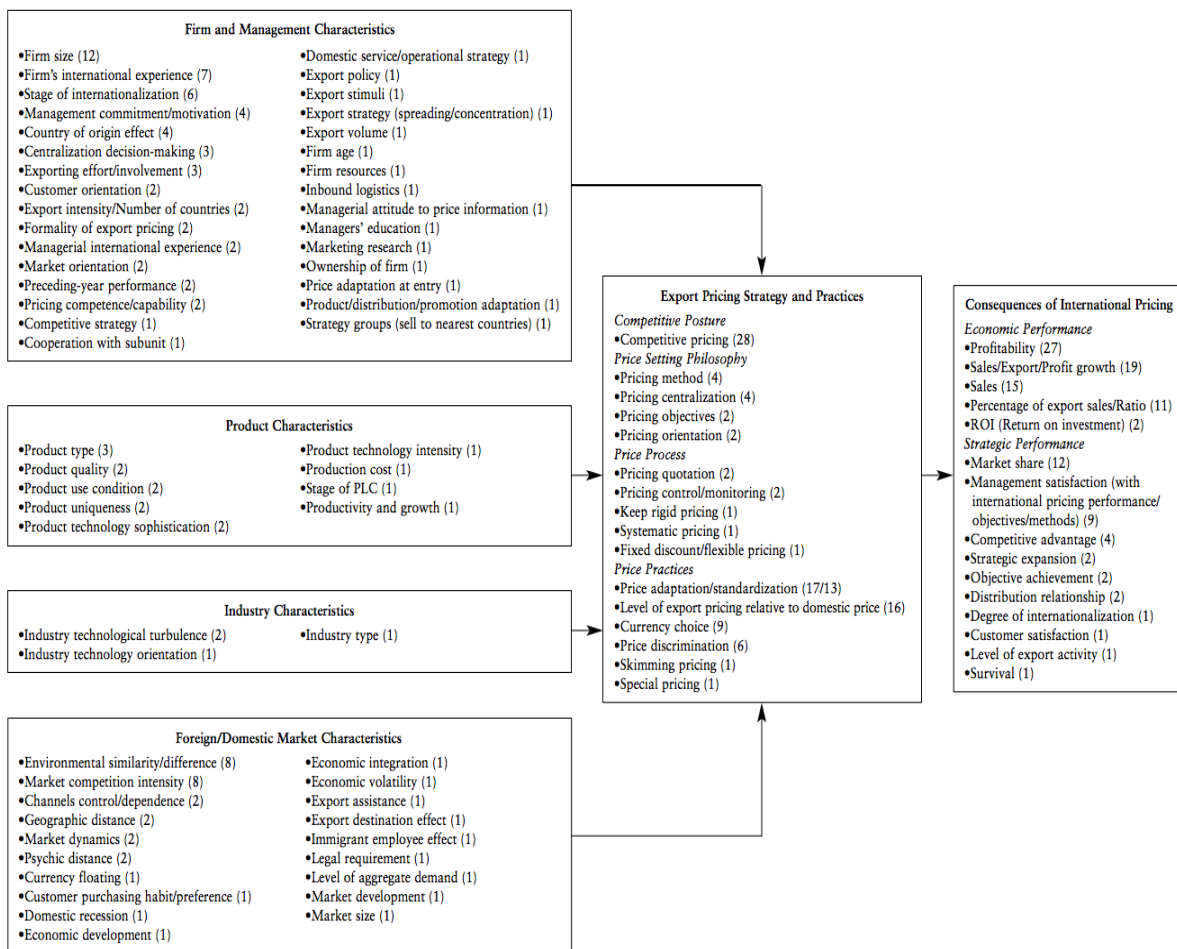 Firm and Management Characteristics
•Firm size (12)
•Firm's international experience (7)
•Stage of internationalization (6)
•Management commitment/motivation (4)
•Country of origin effect (4)
•Centralization decision-making (3)
•Exporting effort/involvement (3)
•Customer orientation (2)
•Export intensity/Number of countries (2)
•Formality of export pricing (2)
•Managerial international experience (2)
•Market orientation (2)
•Preceding-year performance (2)
•Pricing competence/capability (2)
•Competitive strategy (1)
•Cooperation with subunit (1)
•Domestic service/operational strategy (1)
•Export policy (1)
•Export stimuli (1)
•Export strategy (spreading/concentration) (1)
•Export volume (1)
•Firm age (1)
•Firm resources (1)
•Inbound logistics (1)
•Managerial attitude to price information (1)
•Managers' education (1)
•Marketing research (1)
•Ownership of firm (1)
•Price adaptation at entry (1)
•Product/distribution/promotion adaptation (1)
•Strategy groups (sell to nearest countries) (1)
Product Characteristics
•Product type (3)
•Product quality (2)
•Product use condition (2)
•Product uniqueness (2)
•Product technology sophistication (2)
•Product technology intensity (1)
•Production cost (1)
•Stage of PLC (1)
•Productivity and growth (1)
Industry Characteristics
•Industry technological turbulence (2)
•Industry technology orientation (1)
•Industry type (1)
Foreign/Domestic Market Characteristics
•Environmental similarity/difference (8)
•Market competition intensity (8)
•Channels control/dependence (2)
•Geographic distance (2)
•Market dynamics (2)
•Psychic distance (2)
•Currency floating (1)
•Customer purchasing habit/preference (1)
•Domestic recession (1)
•Economic development (1)
•Economic integration (1)
•Economic volatility (1)
•Export assistance (1)
•Export destination effect (1)
•Immigrant employee effect (1)
•Legal requirement (1)
•Level of aggregate demand (1)
•Market development (1)
•Market size (1)
Export Pricing Strategy and Practices
Competitive Posture
•Competitive pricing (28)
Price Setting Philosophy
•Pricing method (4)
•Pricing centralization (4)
•Pricing objectives (2)
•Pricing orientation (2)
Price Process
•Pricing quotation (2)
•Pricing control/monitoring (2)
•Keep rigid pricing (1)
•Systematic pricing (1)
•Fixed discount/flexible pricing (1)
Price Practices
•Price adaptation/standardization (17/13)
•Level of export pricing relative to domestic price (16)
•Currency choice (9)
•Price discrimination (6)
•Skimming pricing (1)
•Special pricing (1)
Consequences of International Pricing
Economic Performance
•Profitability (27)
•Sales/Export/Profit growth (19)
•Sales (15)
•Percentage of export sales/Ratio (11)
•ROI (Return on investment) (2)
Strategic Performance
•Market share (12)
•Management satisfaction (with
international pricing performance/
objectives/methods) (9)
•Competitive advantage (4)
•Strategic expansion (2)
•Objective achievement (2)
•Distribution relationship (2)
•Degree of internationalization (1)
•Customer satisfaction (1)
•Level of export activity (1)
•Survival (1)